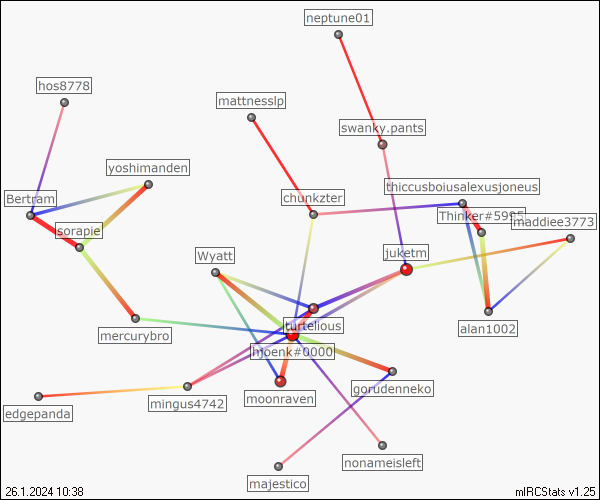 neptune01
hos8778
mattnesslp
swanky.pants
yoshimanden
thiccusboiusalexusjoneus
Bertram
chunkzter
Thinker#5995
maddiee3773
sorapie
Wyatt
juketm
turtelious
mercurybro
alan1002
hjoenk#0000
gorudenneko
moonraven
mingus4742
edgepanda
nonameisleft
majestico
26.1.2024 10:38
mIRCStats v1.25